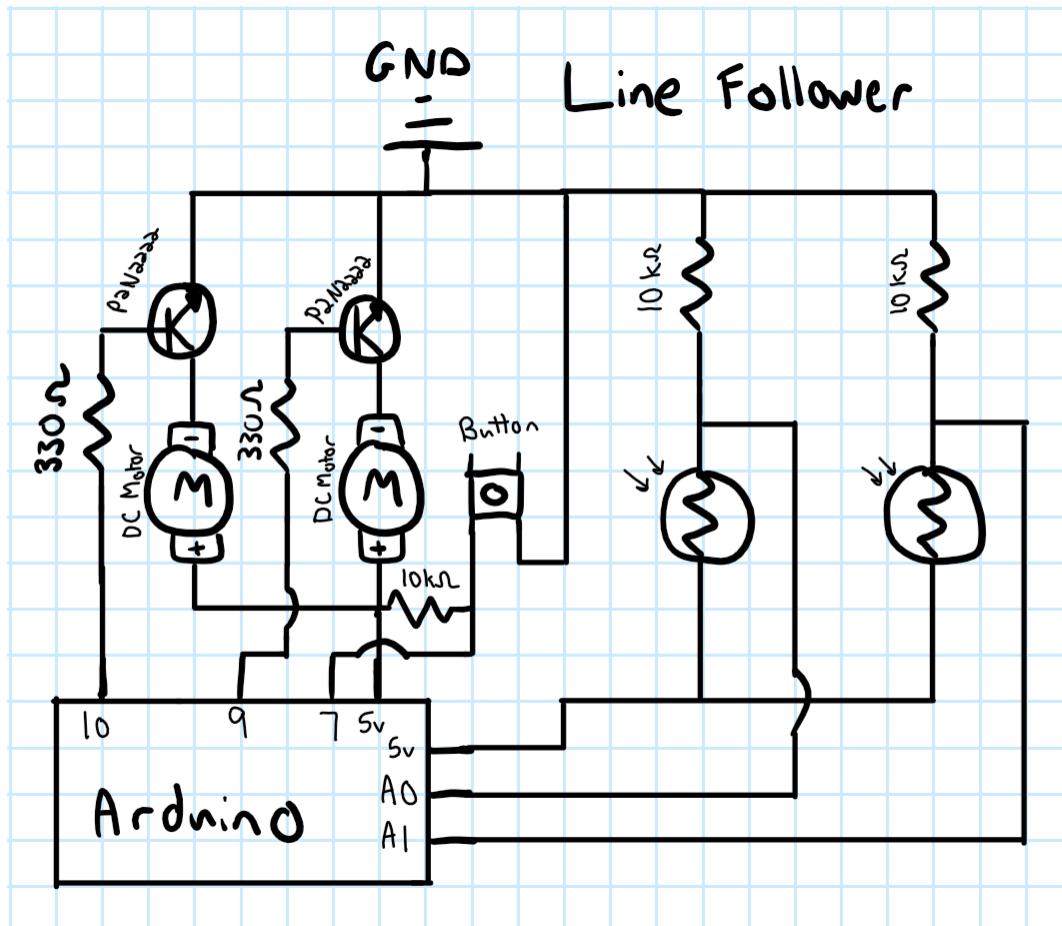 GND
Line Follower
P2N2222
P2N2222
10kΩ
10kΩ
330Ω
330Ω
Button
-
-
DC Motor
M
DC Motor
M
+
+
10kΩ
10
9
7
5v
5v
A0
A1
Arduino